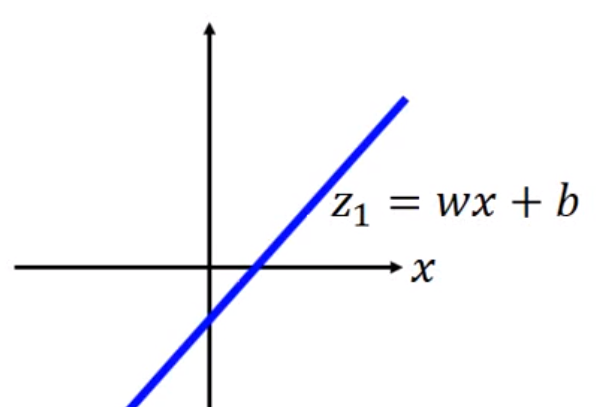 z₁ = wx + b
x